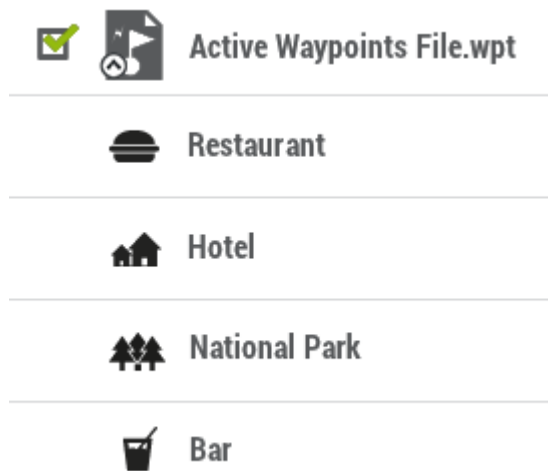 Active Waypoints File.wpt
Restaurant
Hotel
National Park
Bar